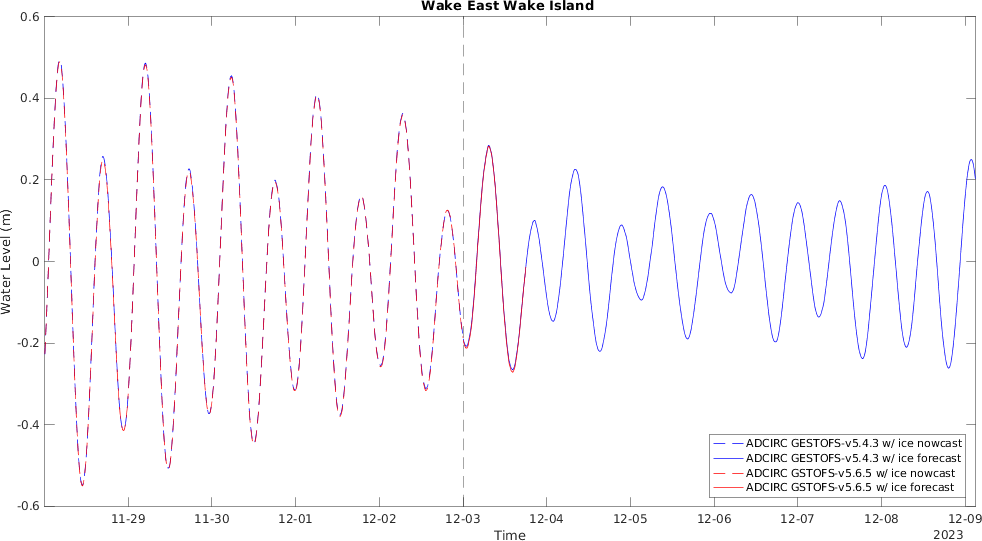 Wake East Wake Island
0.6
0.4
0.2
0
-0.2
-0.4
-0.6
Water Level (m)
11-29 11-30 12-01 12-02 12-03 12-04 12-05 12-06 12-07 12-08 12-09
Time
2023
ADCIRC GESTOFS-v5.4.3 w/ ice nowcast
ADCIRC GESTOFS-v5.4.3 w/ ice forecast
ADCIRC GSTOFS-v5.6.5 w/ ice nowcast
ADCIRC GSTOFS-v5.6.5 w/ ice forecast